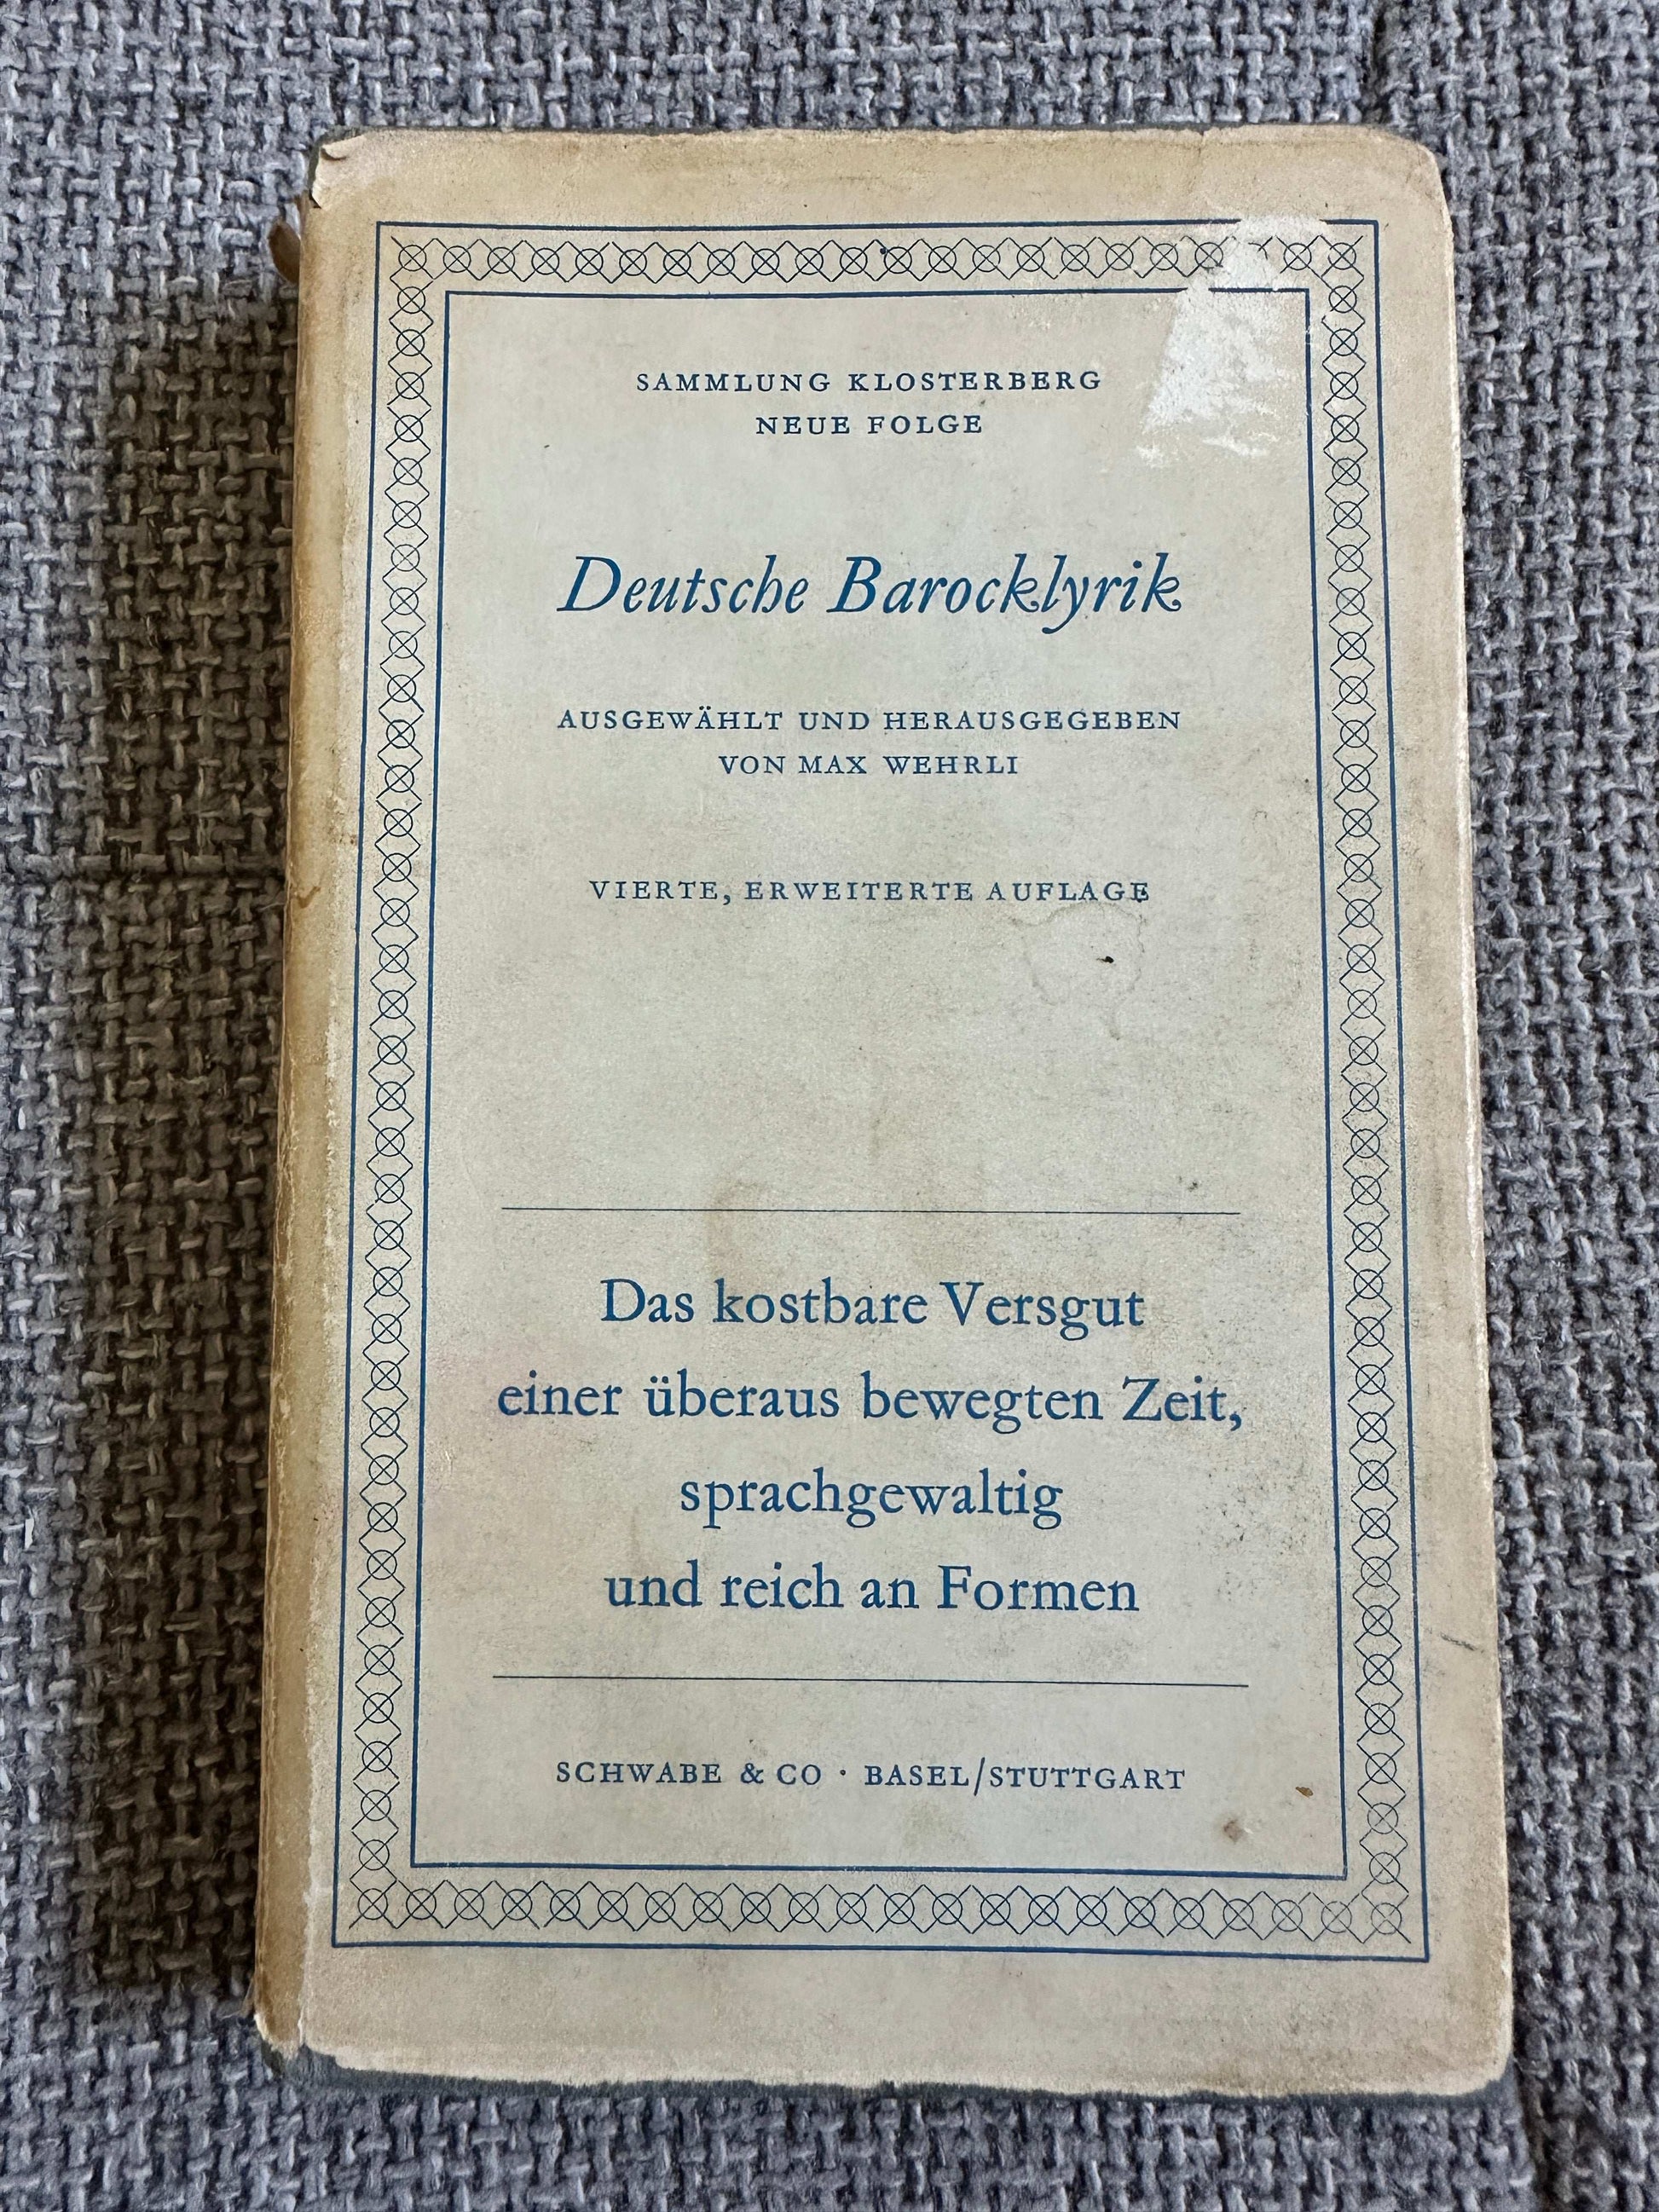 SAMMLUNG KLOSTERBERG
NEUE FOLGE
Deutsche Barocklyrik
AUSGEWÄHLT UND HERAUSGEGEBEN
VON MAX WEHRLI
VIERTE, ERWEITERTE AUFLAGE
Das kostbare Versgut
einer überaus bewegten Zeit,
sprachgewaltig
und reich an Formen
SCHWABE & CO · BASEL/STUTTGART